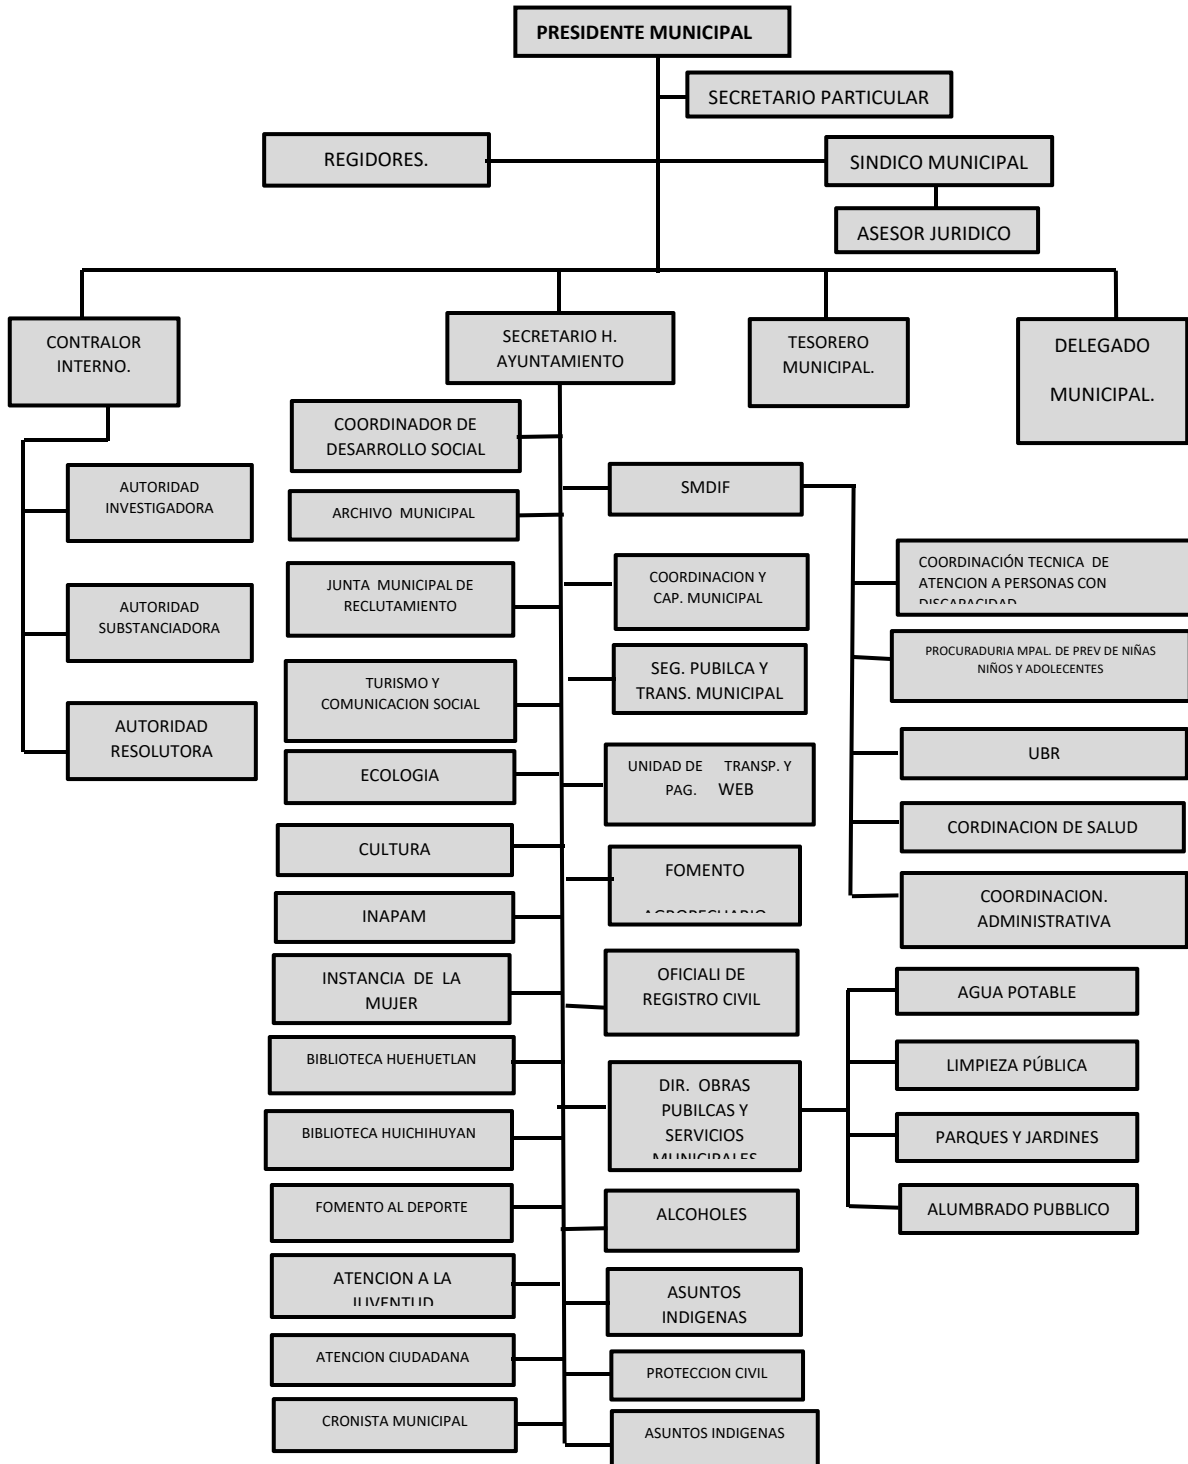 PRESIDENTE MUNICIPAL
SECRETARIO PARTICULAR
REGIDORES.
SINDICO MUNICIPAL
ASESOR JURIDICO
CONTRALOR
INTERNO.
SECRETARIO H.
AYUNTAMIENTO
TESORERO
MUNICIPAL.
DELEGADO
MUNICIPAL.
AUTORIDAD
INVESTIGADORA
AUTORIDAD
SUBSTANCIADORA
AUTORIDAD
RESOLUTORA
COORDINADOR DE
DESARROLLO SOCIAL
ARCHIVO MUNICIPAL
JUNTA MUNICIPAL DE
RECLUTAMIENTO
TURISMO Y
COMUNICACION SOCIAL
ECOLOGIA
CULTURA
INAPAM
INSTANCIA DE LA
MUJER
BIBLIOTECA HUEHUETLAN
BIBLIOTECA HUICHIHUYAN
FOMENTO AL DEPORTE
ATENCION A LA
JUVENTUD
ATENCION CIUDADANA
CRONISTA MUNICIPAL
SMDIF
COORDINACION Y
CAP. MUNICIPAL
SEG. PUBILCA Y
TRANS. MUNICIPAL
UNIDAD DE TRANSP. Y
PAG. WEB
FOMENTO
AGROPECUARIO
OFICIALI DE
REGISTRO CIVIL
DIR. OBRAS
PUBILCAS Y
SERVICIOS
MUNICIPALES
ALCOHOLES
ASUNTOS
INDIGENAS
PROTECCION CIVIL
ASUNTOS INDIGENAS
COORDINACIÓN TECNICA DE
ATENCION A PERSONAS CON
DISCAPACIDAD
PROCURADURIA MPAL. DE PREV DE NIÑAS
NIÑOS Y ADOLECENTES
UBR
CORDINACION DE SALUD
COORDINACION.
ADMINISTRATIVA
AGUA POTABLE
LIMPIEZA PÚBLICA
PARQUES Y JARDINES
ALUMBRADO PUBBLICO